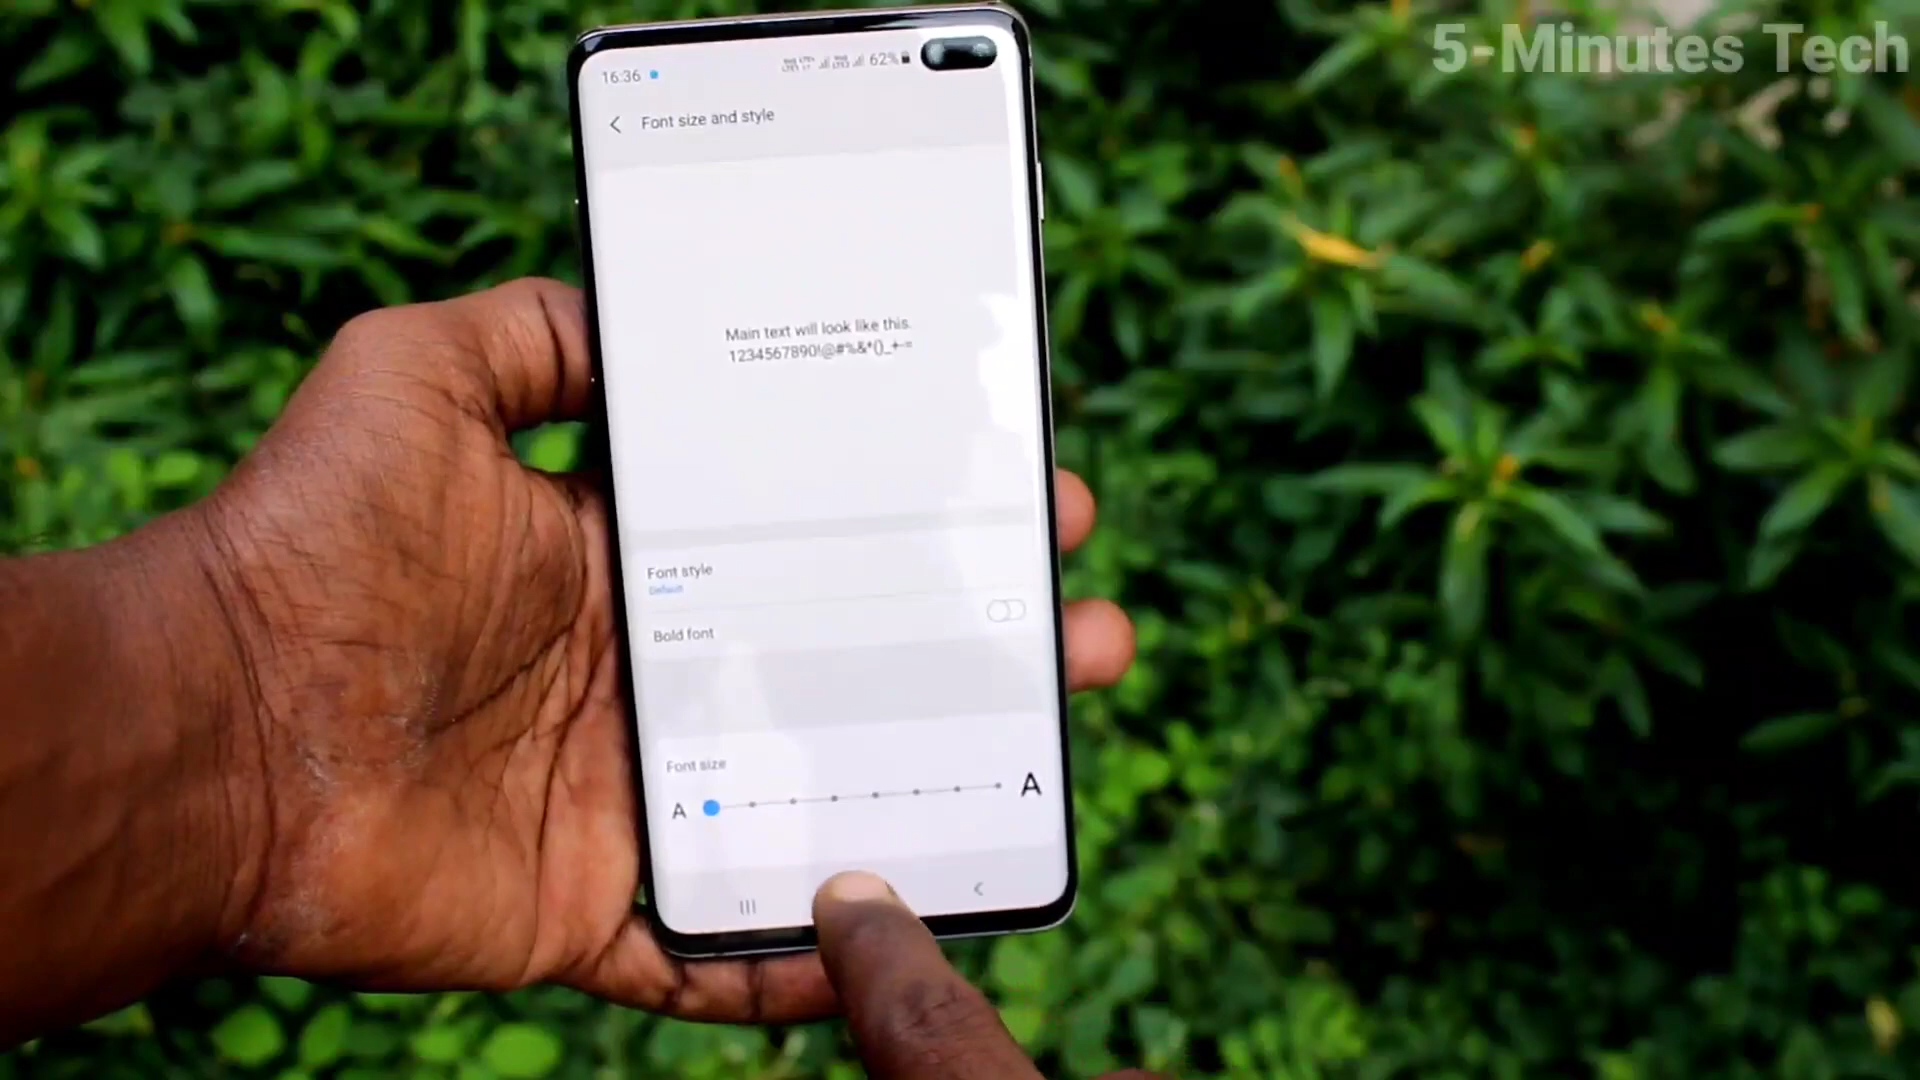 5-Minutes Tech
16:36 62%
Font size and style
Main text will look like this.
1234567890!@#%&*()_+-=
Font style
Default
Bold font
Font size
A A